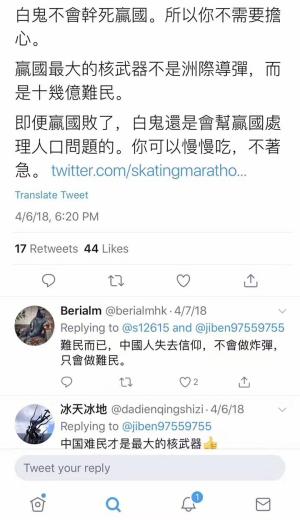 白鬼不會幹死贏國。所以你不需要擔
心。
贏國最大的核武器不是洲際導彈，而
是十幾億難民。
即便贏國敗了，白鬼還是會幫贏國處
理人口問題的。你可以慢慢吃，不著
急。twitter.com/skatingmaratho...
Translate Tweet
4/6/18, 6:20 PM
17 Retweets 44 Likes
Berialm @berialmhk · 4/7/18
Replying to @s12615 and @jiben97559755
難民而已，中國人失去信仰，不會做炸彈，
只會做難民。
2
冰天冰地 @dadienqingshizi · 4/6/18
Replying to @jiben97559755
中国难民才是最大的核武器👍
Tweet your reply
1